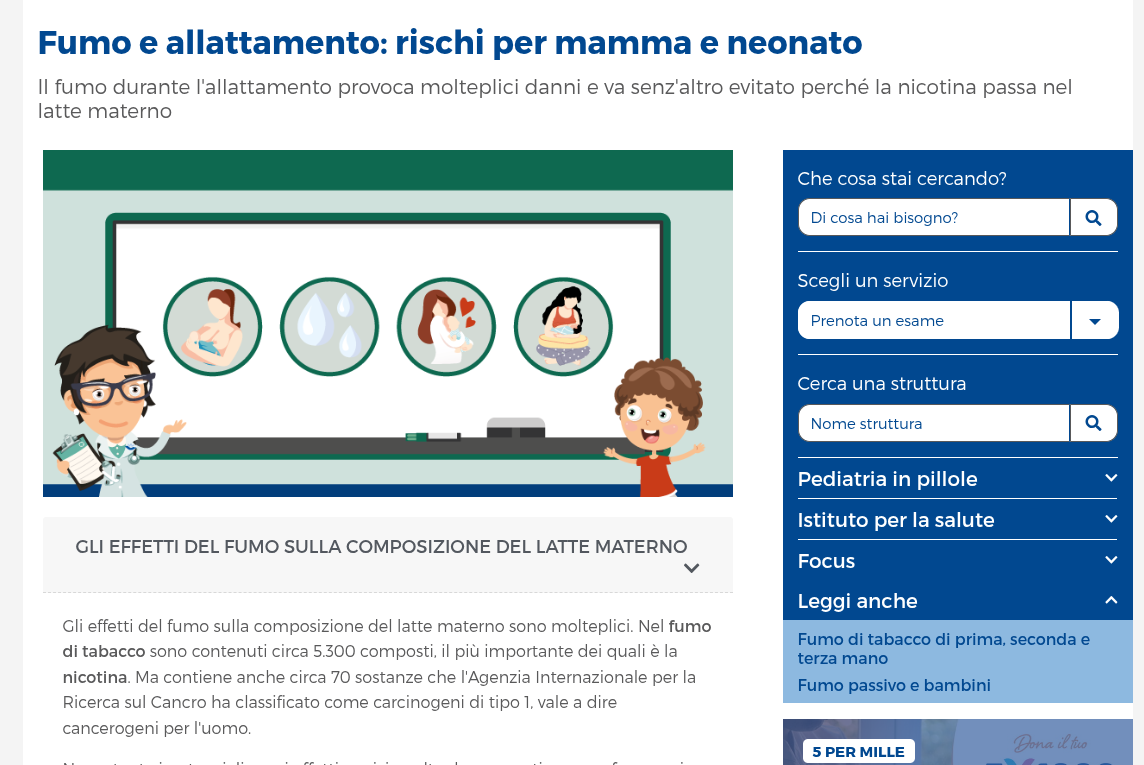 Fumo e allattamento: rischi per mamma e neonato
Il fumo durante l'allattamento provoca molteplici danni e va senz'altro evitato perché la nicotina passa nel
latte materno
GLI EFFETTI DEL FUMO SULLA COMPOSIZIONE DEL LATTE MATERNO
Gli effetti del fumo sulla composizione del latte materno sono molteplici. Nel fumo
di tabacco sono contenuti circa 5.300 composti, il più importante dei quali è la
nicotina. Ma contiene anche circa 70 sostanze che l'Agenzia Internazionale per la
Ricerca sul Cancro ha classificato come carcinogeni di tipo 1, vale a dire
cancerogeni per l'uomo.
Che cosa stai cercando?
Di cosa hai bisogno?
Scegli un servizio
Prenota un esame
Cerca una struttura
Nome struttura
Pediatria in pillole
Istituto per la salute
Focus
Leggi anche
Fumo di tabacco di prima, seconda e
terza mano
Fumo passivo e bambini
5 PER MILLE
Dona il tuo